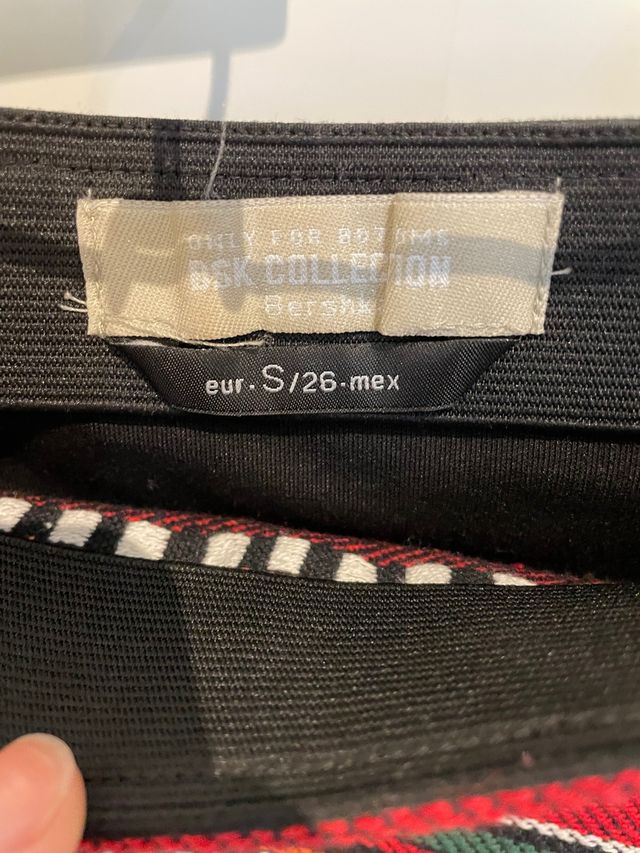 ONLY FOR BOTTOMS
BSK COLLECTION
Bershka
eur. S/26.mex